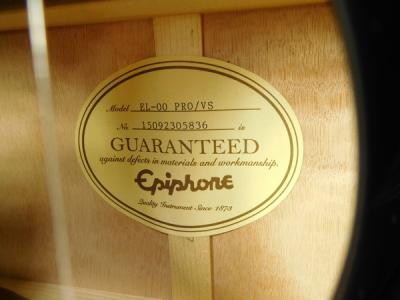 Model EL-00 PRO/VS
No. 15092305836 is
GUARANTEED
against defects in materials and workmanship.
Epiphone
Quality Instrument Since 1873